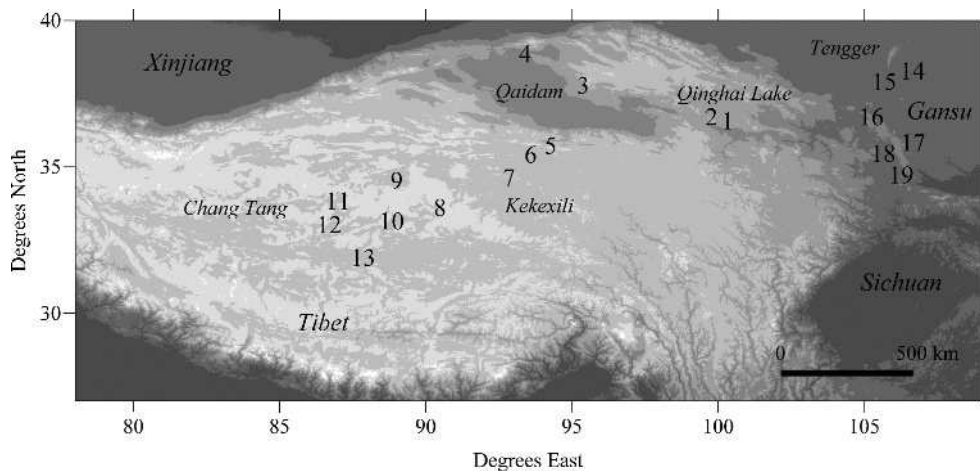 40
Xinjiang
Tengger
4
14
15
3
Qaidam
Qinghai Lake
Gansu
2 1
16
17
5
6
18
35
19
9
7
11
8
Kekexili
Chang Tang
10
12
13
Sichuan
Tibet
30
0 500 km
80 85 90 95 100 105
Degrees East
Degrees North